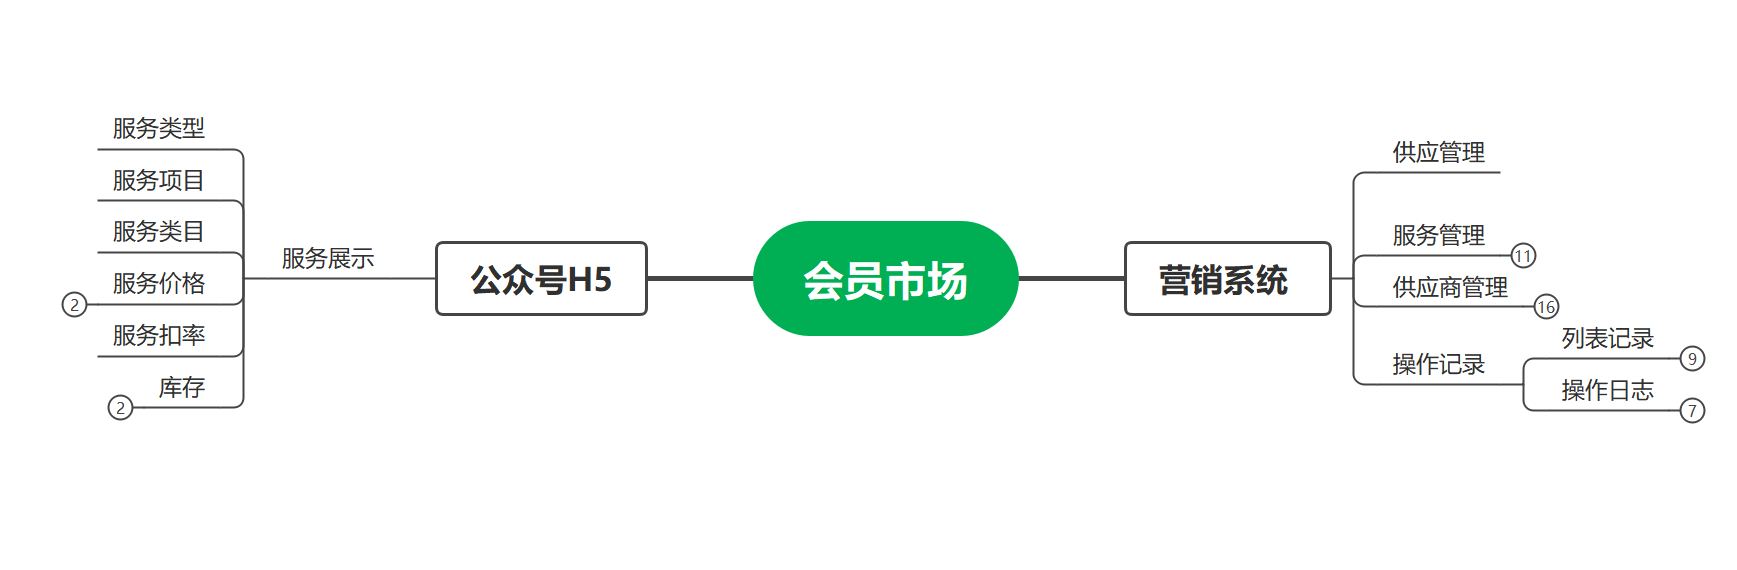 会员市场
公众号H5
服务展示
服务类型
服务项目
服务类目
服务价格
2
服务扣率
库存
2
营销系统
供应管理
服务管理
11
供应商管理
16
操作记录
列表记录
9
操作日志
7